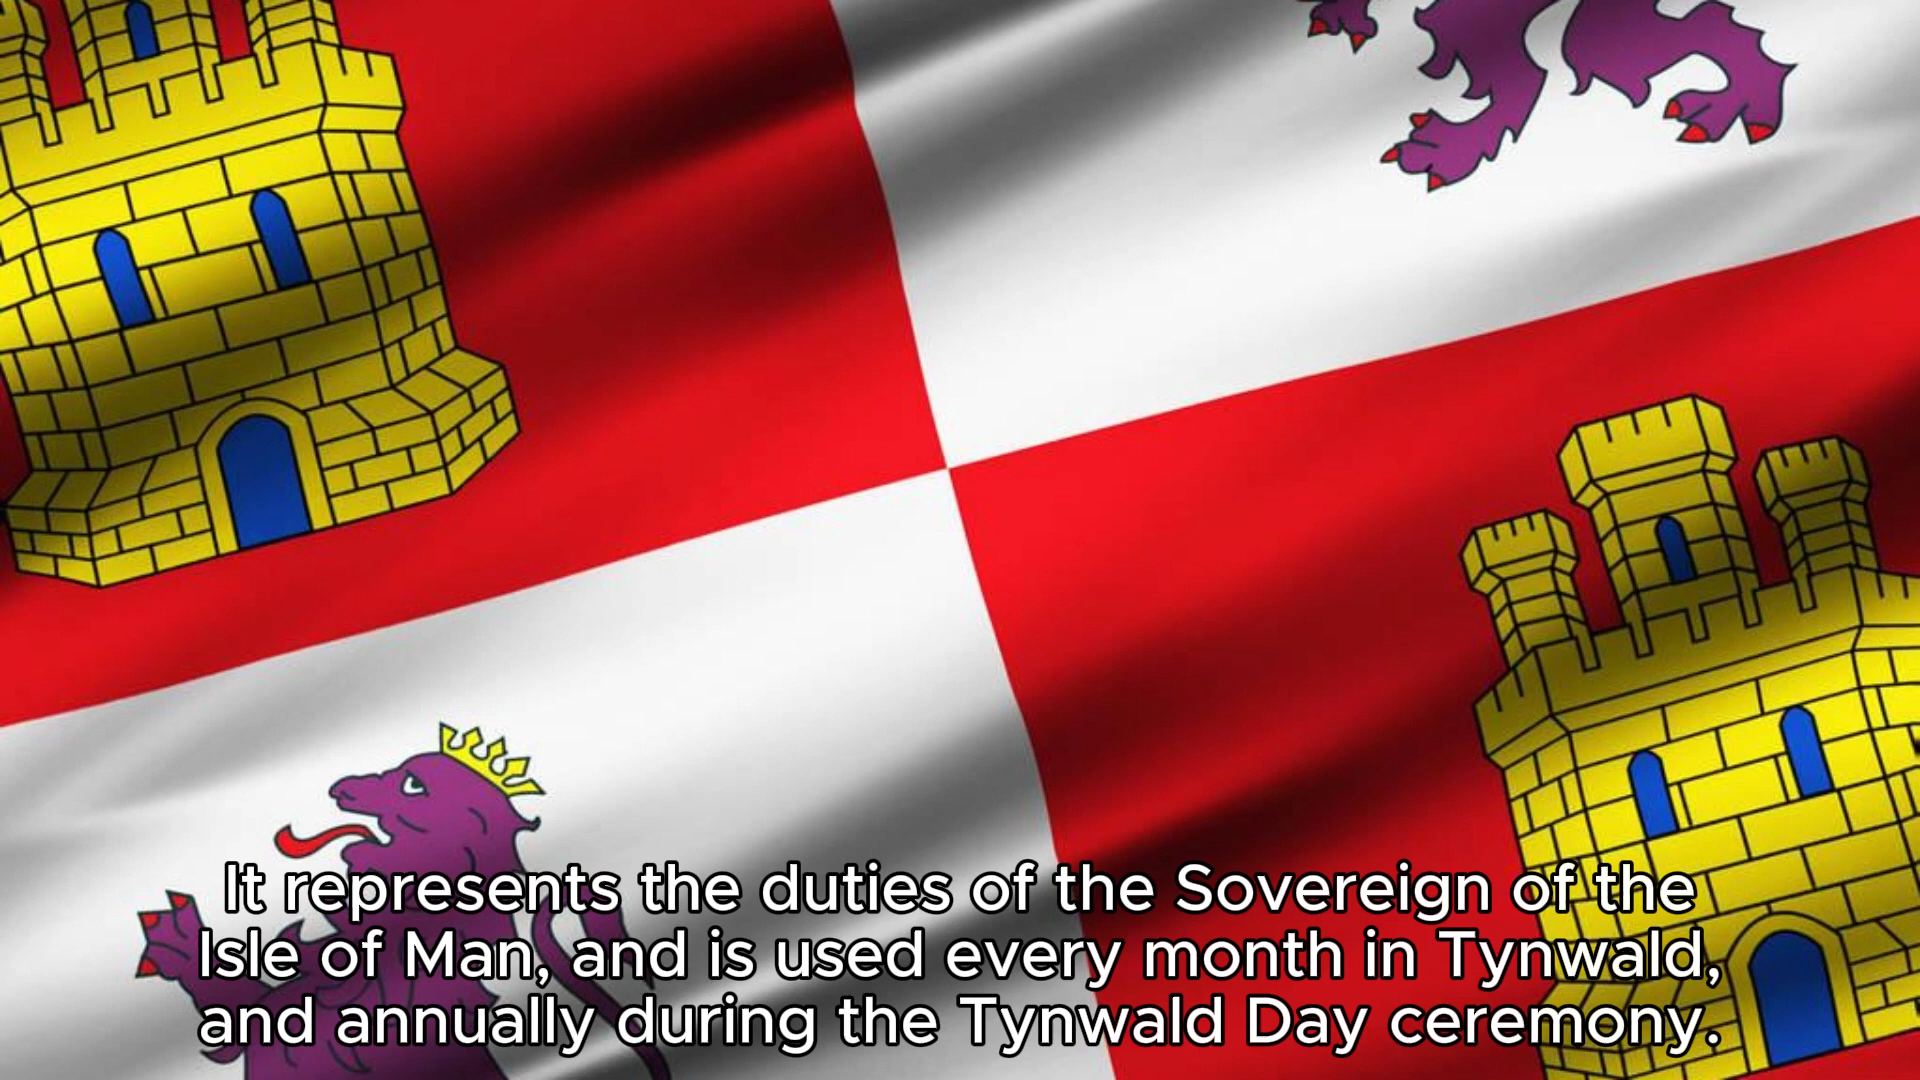 It represents the duties of the Sovereign of the
Isle of Man, and is used every month in Tynwald,
and annually during the Tynwald Day ceremony.